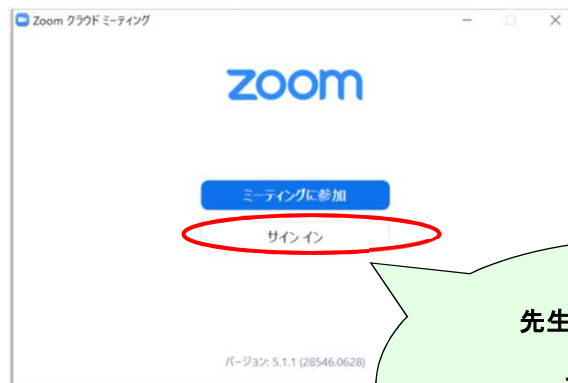 Zoom クラウド ミーティング
zoom
ミーティングに参加
サイン イン
先生
バージョン: 5.1.1 (28546.0628)